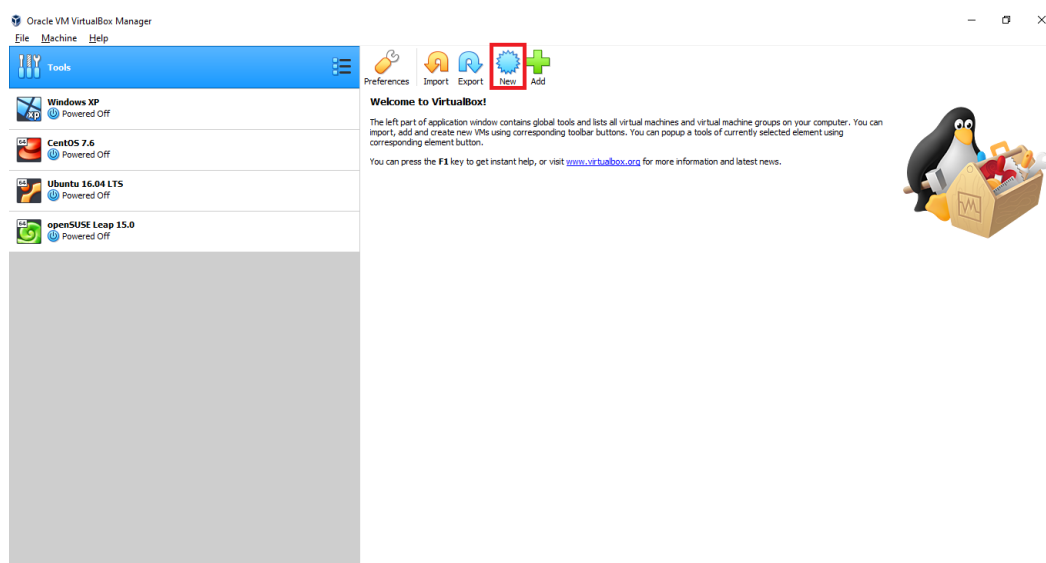 Oracle VM VirtualBox Manager
File Machine Help
Tools
Preferences Import Export New Add
Windows XP
Powered Off
CentOS 7.6
Powered Off
Ubuntu 16.04 LTS
Powered Off
openSUSE Leap 15.0
Powered Off
Welcome to VirtualBox!
The left part of application window contains global tools and lists all virtual machines and virtual machine groups on your computer. You can
import, add and create new VMs using corresponding toolbar buttons. You can popup a tools of currently selected element using
corresponding element button.
You can press the F1 key to get instant help, or visit www.virtualbox.org for more information and latest news.
XP
64
64
64